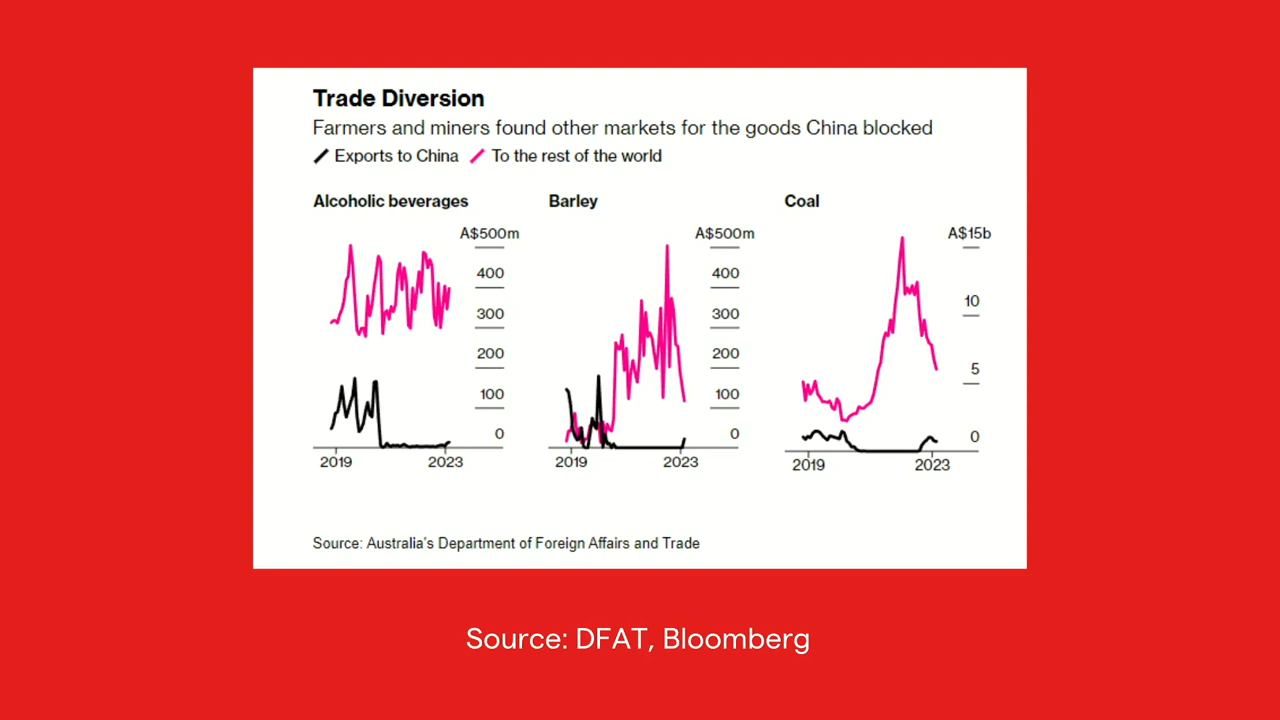 Trade Diversion
Farmers and miners found other markets for the goods China blocked
Exports to China To the rest of the world
Alcoholic beverages
A$500m
400
300
200
100
0
2019 2023
Barley
A$500m
400
300
200
100
0
2019 2023
Coal
A$15b
10
5
0
2019 2023
Source: Australia's Department of Foreign Affairs and Trade
Source: DFAT, Bloomberg